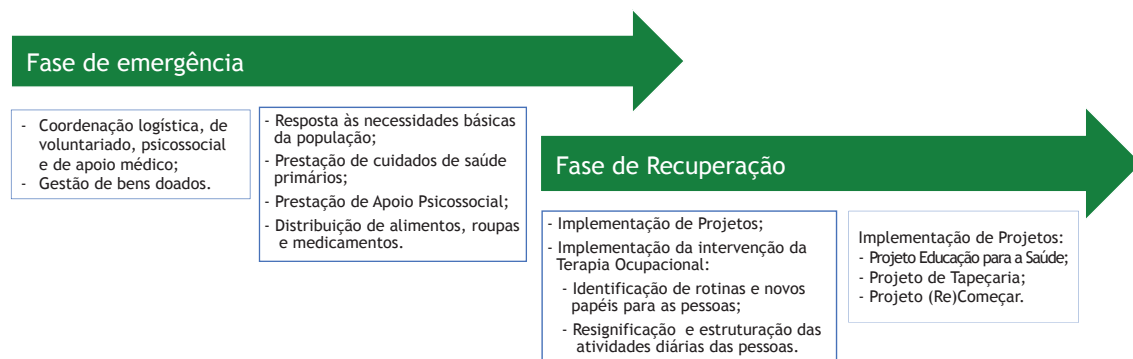 Fase de emergência
- Coordenação logística, de
voluntariado, psicossocial
e de apoio médico;
- Gestão de bens doados.
- Resposta às necessidades básicas
da população;
- Prestação de cuidados de saúde
primários;
- Prestação de Apoio Psicossocial;
- Distribuição de alimentos, roupas
e medicamentos.
Fase de Recuperação
- Implementação de Projetos;
- Implementação da intervenção da
Terapia Ocupacional:
- Identificação de rotinas e novos
papéis para as pessoas;
- Resignificação e estruturação das
atividades diárias das pessoas.
Implementação de Projetos:
- Projeto Educação para a Saúde;
- Projeto de Tapeçaria;
- Projeto (Re)Começar.